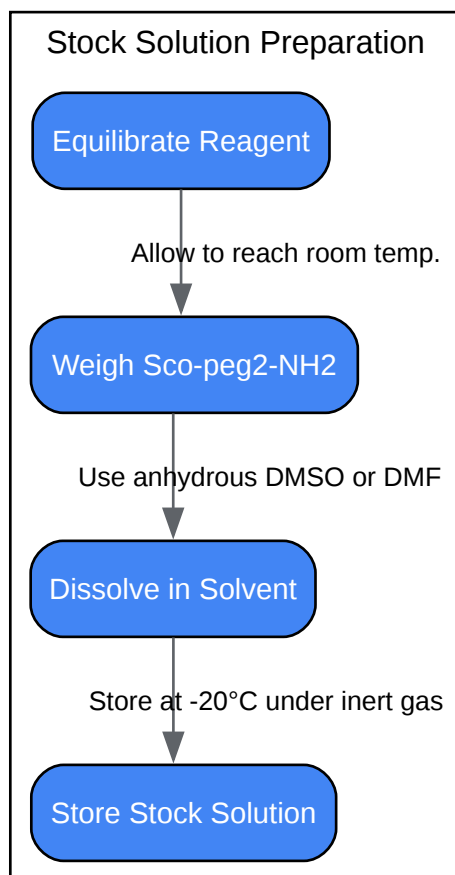 Stock Solution Preparation
Equilibrate Reagent
Allow to reach room temp.
Weigh Sco-peg2-NH2
Use anhydrous DMSO or DMF
Dissolve in Solvent
Store at -20°C under inert gas
Store Stock Solution